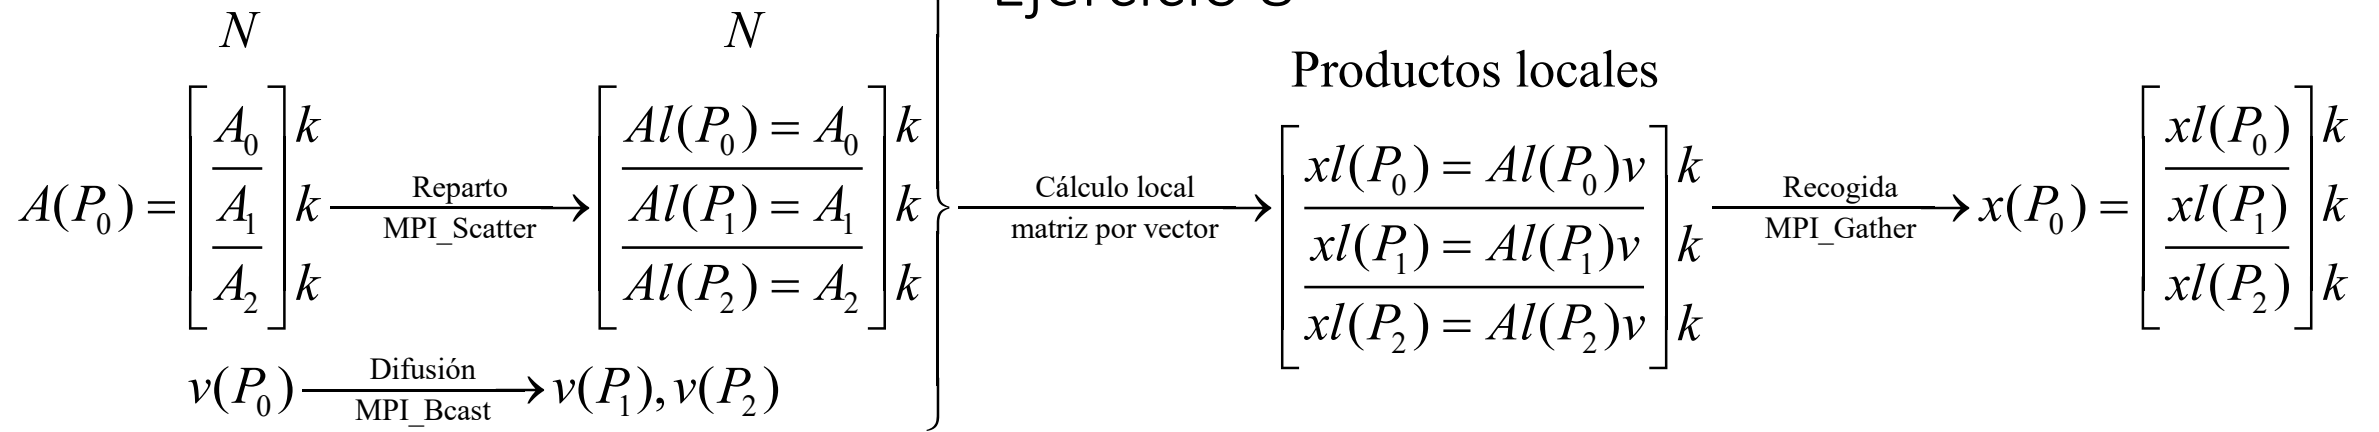 Ejercicio 8
N N
Productos locales
A(P₀) = [A₀ / A₁ / A₂] k k k Reparto MPI_Scatter → [Al(P₀) = A₀ / Al(P₁) = A₁ / Al(P₂) = A₂] k k k } Cálculo local matriz por vector → [xl(P₀) = Al(P₀)v / xl(P₁) = Al(P₁)v / xl(P₂) = Al(P₂)v] k k k Recogida MPI_Gather → x(P₀) = [xl(P₀) / xl(P₁) / xl(P₂)] k k k
v(P₀) Difusión MPI_Bcast → v(P₁), v(P₂)